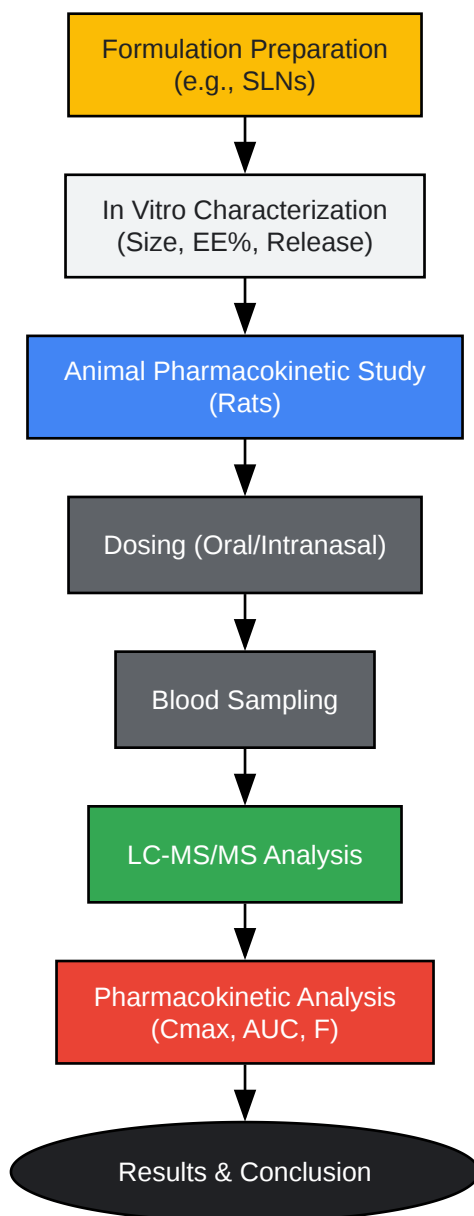 Formulation Preparation
(e.g., SLNs)
In Vitro Characterization
(Size, EE%, Release)
Animal Pharmacokinetic Study
(Rats)
Dosing (Oral/Intranasal)
Blood Sampling
LC-MS/MS Analysis
Pharmacokinetic Analysis
(Cmax, AUC, F)
Results & Conclusion